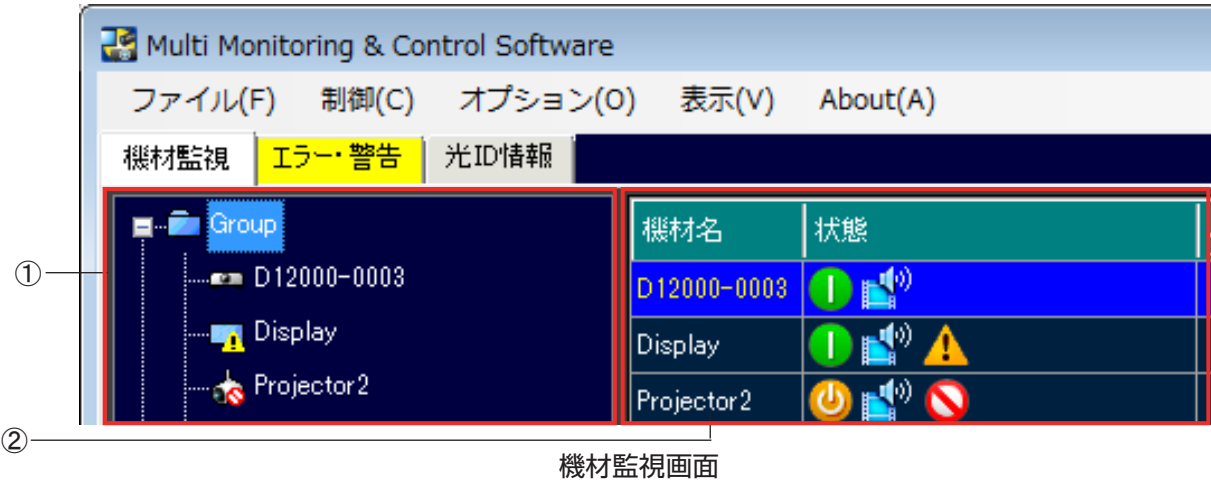 Multi Monitoring & Control Software
ファイル(F) 制御(C) オプション(O) 表示(V) About(A)
機材監視 エラー・警告 光ID情報
Group
D12000-0003
Display
Projector2
機材名 状態
D12000-0003
Display
Projector2
①
②
機材監視画面